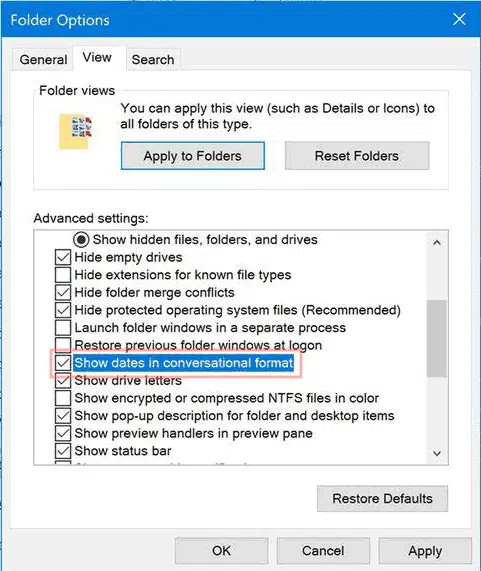 Folder Options
General
View
Search
Folder views
You can apply this view (such as Details or Icons) to
all folders of this type.
Apply to Folders
Reset Folders
Advanced settings:
Show hidden files, folders, and drives
Hide empty drives
Hide extensions for known file types
Hide folder merge conflicts
Hide protected operating system files (Recommended)
Launch folder windows in a separate process
Restore previous folder windows at logon
Show dates in conversational format
Show drive letters
Show encrypted or compressed NTFS files in color
Show pop-up description for folder and desktop items
Show preview handlers in preview pane
Show status bar
Restore Defaults
OK
Cancel
Apply